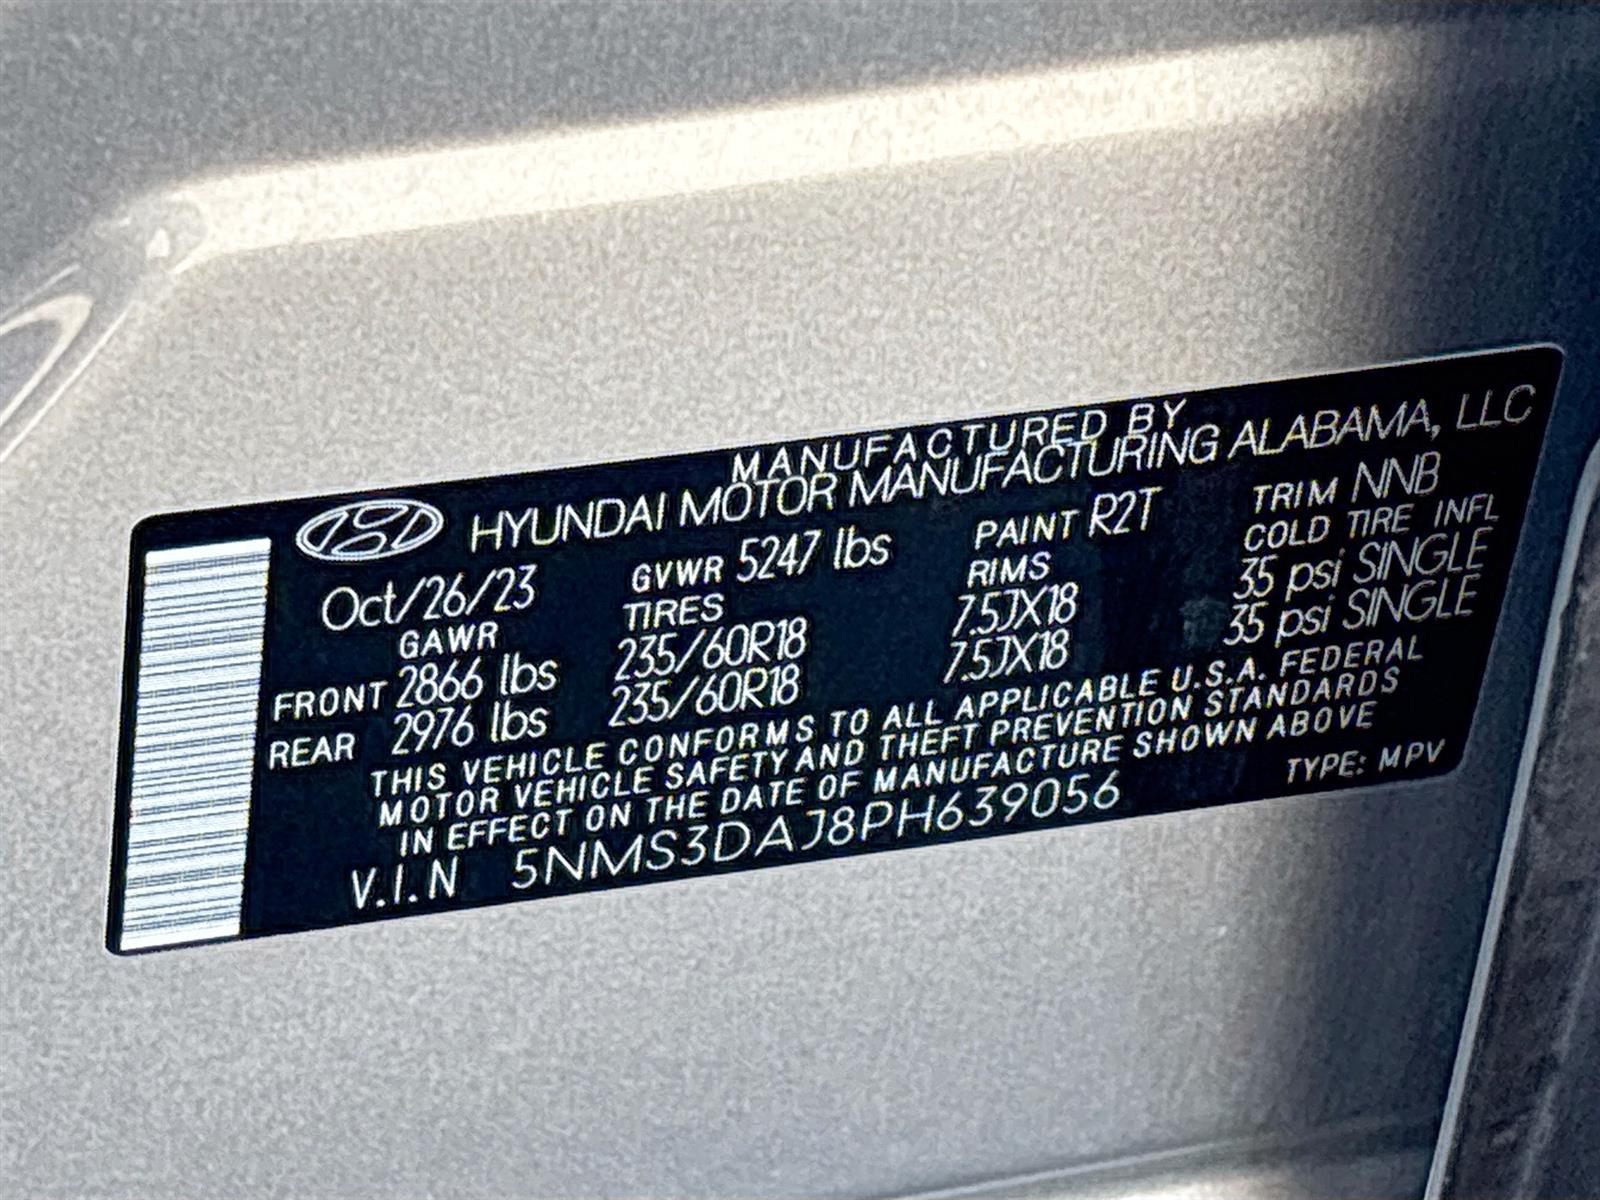 MANUFACTURED BY
HYUNDAI MOTOR MANUFACTURING ALABAMA, LLC
Oct/26/23 GVWR 5247 lbs PAINT R2T TRIM NNB
GAWR TIRES RIMS COLD TIRE INFL
FRONT 2866 lbs 235/60R18 7.5JX18 35 psi SINGLE
REAR 2976 lbs 235/60R18 7.5JX18 35 psi SINGLE
THIS VEHICLE CONFORMS TO ALL APPLICABLE U.S.A. FEDERAL
MOTOR VEHICLE SAFETY AND THEFT PREVENTION STANDARDS
IN EFFECT ON THE DATE OF MANUFACTURE SHOWN ABOVE
V.I.N 5NMS3DAJ8PH639056 TYPE: MPV